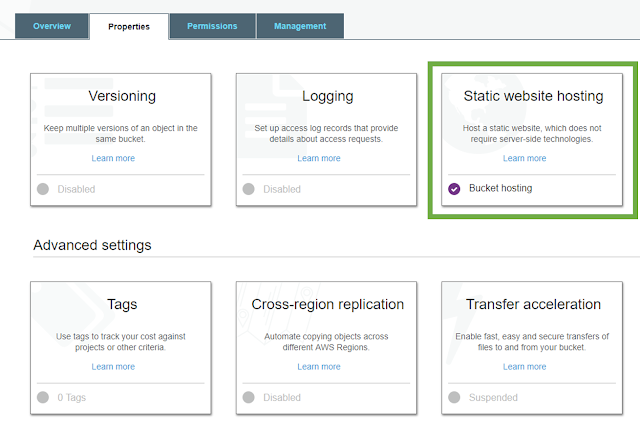 Overview Properties Permissions Management
Versioning
Keep multiple versions of an object in the
same bucket.
Learn more
Disabled
Logging
Set up access log records that provide
details about access requests.
Learn more
Disabled
Static website hosting
Host a static website, which does not
require server-side technologies.
Learn more
Bucket hosting
Advanced settings
Tags
Use tags to track your cost against
projects or other criteria.
Learn more
0 Tags
Cross-region replication
Automate copying objects across
different AWS Regions.
Learn more
Disabled
Transfer acceleration
Enable fast, easy and secure transfers of
files to and from your bucket.
Learn more
Suspended